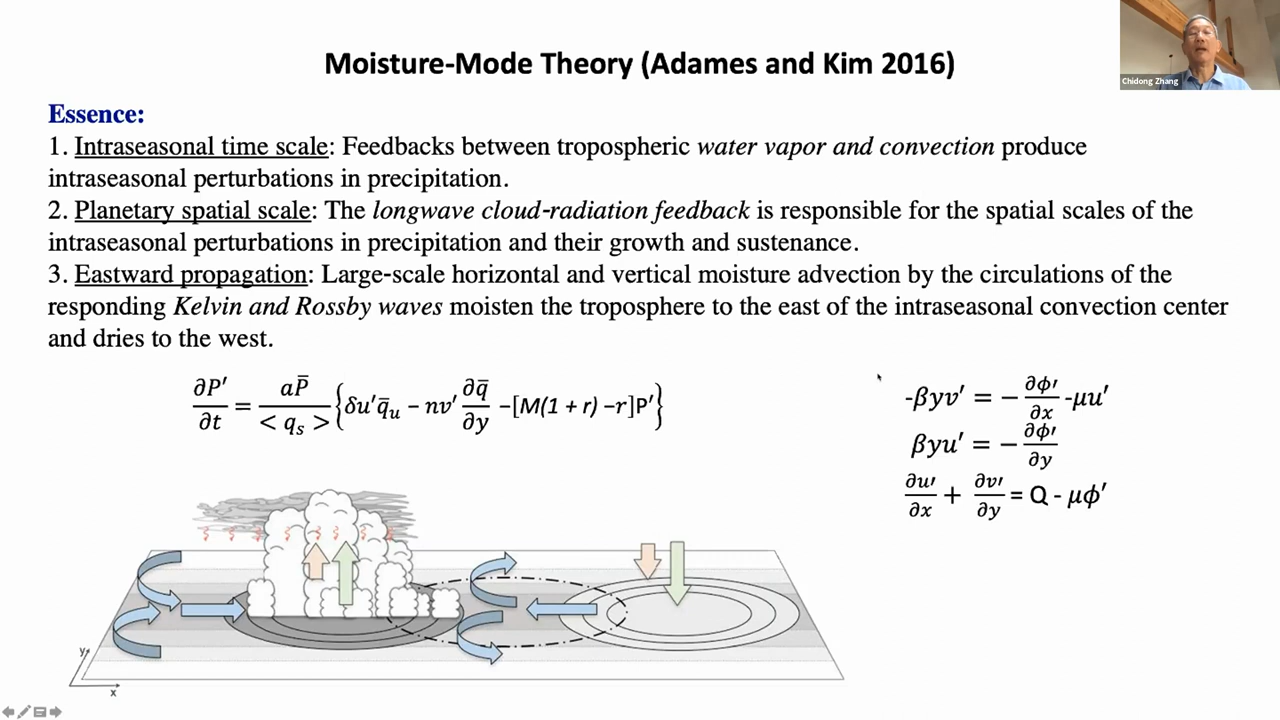 Moisture-Mode Theory (Adames and Kim 2016)
Chidong Zhang
Essence:
1. Intraseasonal time scale: Feedbacks between tropospheric water vapor and convection produce
intraseasonal perturbations in precipitation.
2. Planetary spatial scale: The longwave cloud-radiation feedback is responsible for the spatial scales of the
intraseasonal perturbations in precipitation and their growth and sustenance.
3. Eastward propagation: Large-scale horizontal and vertical moisture advection by the circulations of the
responding Kelvin and Rossby waves moisten the troposphere to the east of the intraseasonal convection center
and dries to the west.
∂P′/∂t = aP̄/<q_s> {δu′q̄_u − nv′ ∂q̄/∂y −[M(1 + r) −r]P′}
-βyv′ = − ∂ϕ′/∂x -μu′
βyu′ = − ∂ϕ′/∂y
∂u′/∂x + ∂v′/∂y = Q - μϕ′
y
x